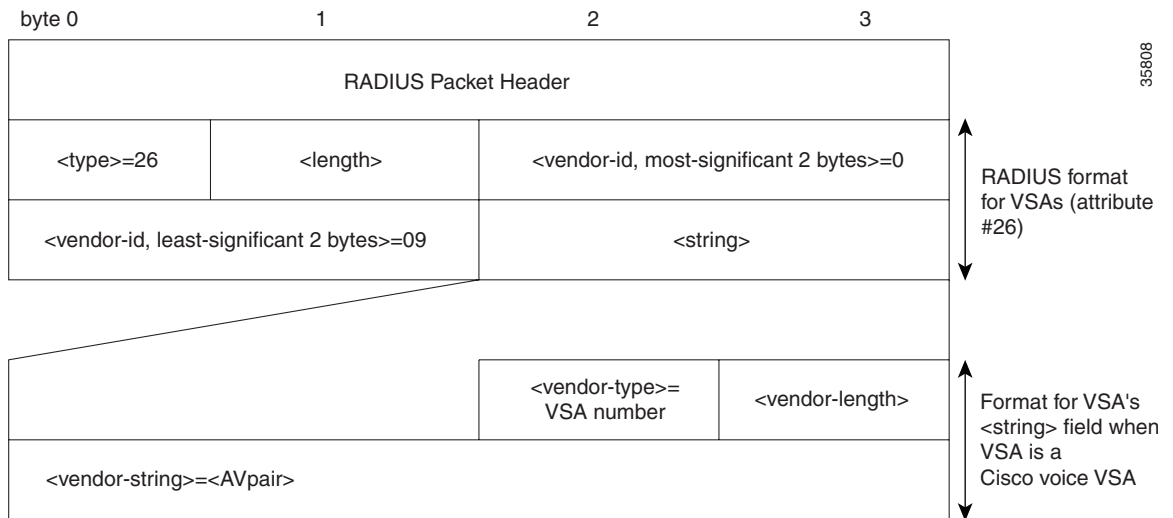 byte 0 1 2 3
35808
RADIUS Packet Header
<type>=26 <length> <vendor-id, most-significant 2 bytes>=0
RADIUS format
for VSAs (attribute
#26)
<vendor-id, least-significant 2 bytes>=09 <string>
<vendor-type>=
VSA number
<vendor-length>
Format for VSA's
<string> field when
VSA is a
Cisco voice VSA
<vendor-string>=<AVpair>